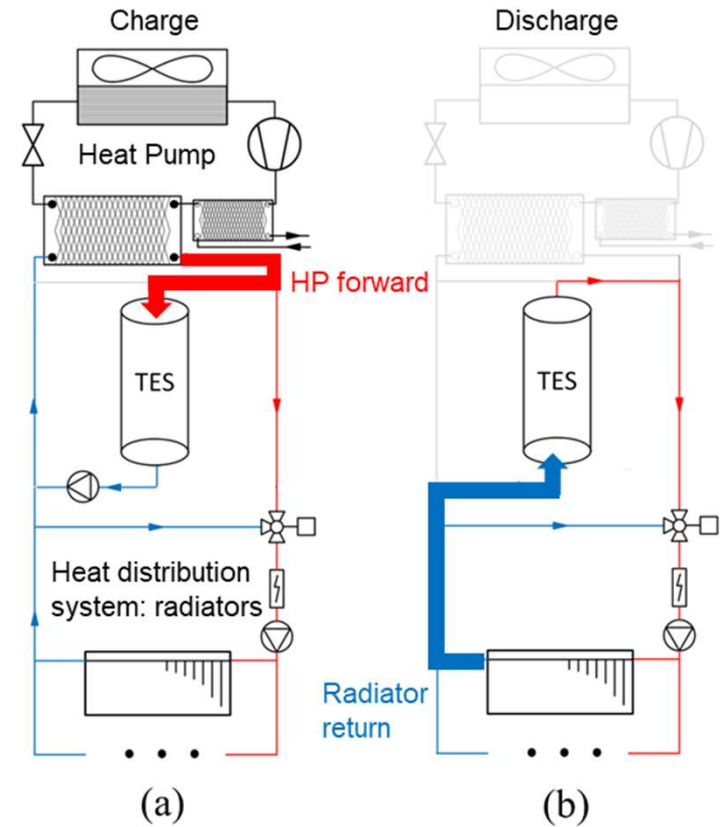 Charge
Discharge
Heat Pump
HP forward
TES
TES
Heat distribution
system: radiators
Radiator
return
(a)
(b)